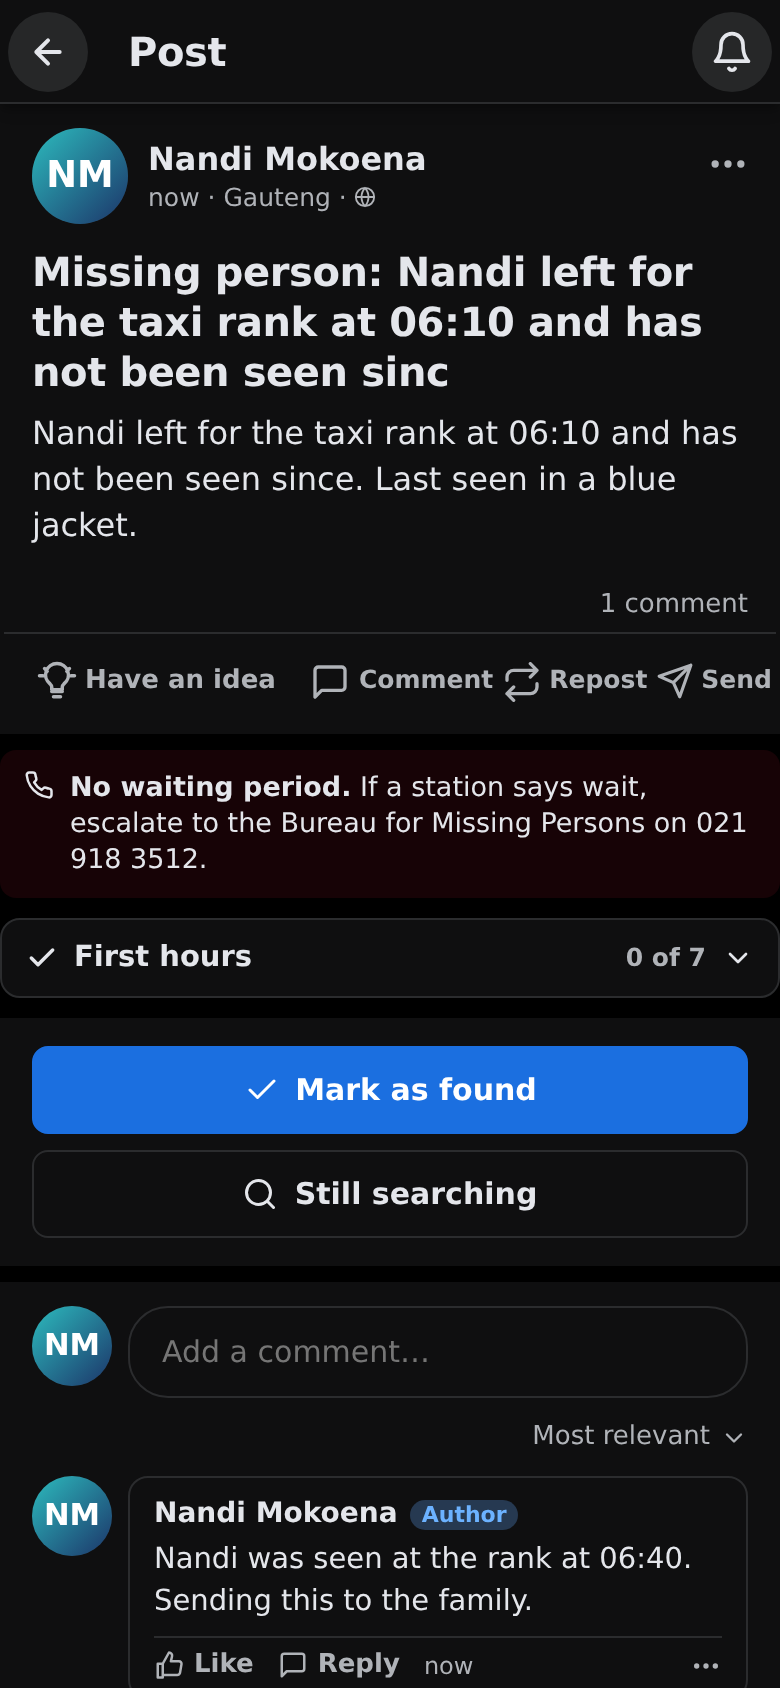 Post
NM
Nandi Mokoena
now · Gauteng ·
Missing person: Nandi left for
the taxi rank at 06:10 and has
not been seen sinc
Nandi left for the taxi rank at 06:10 and has
not been seen since. Last seen in a blue
jacket.
1 comment
Have an idea Comment Repost Send
No waiting period. If a station says wait,
escalate to the Bureau for Missing Persons on 021
918 3512.
First hours 0 of 7
Mark as found
Still searching
NM
Add a comment...
Most relevant
NM
Nandi Mokoena Author
Nandi was seen at the rank at 06:40.
Sending this to the family.
Like Reply now